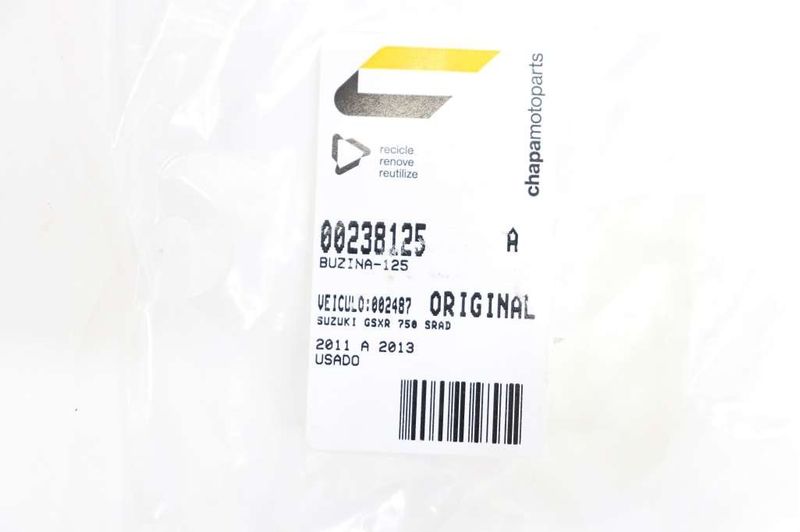 chapamotoparts
recicle
renove
reutilize
00238125 A
BUZINA-125
VEICULO:002487 ORIGINAL
SUZUKI GSXR 750 SRAD
2011 A 2013
USADO